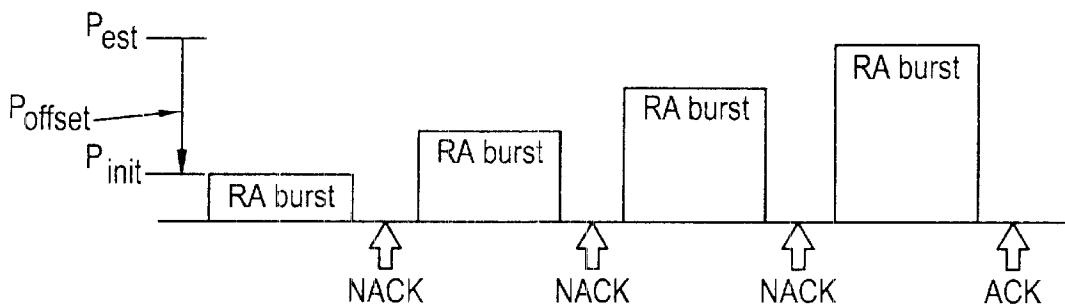 Pest
Poffset
Pinit
RA burst
RA burst
RA burst
RA burst
NACK
NACK
NACK
ACK